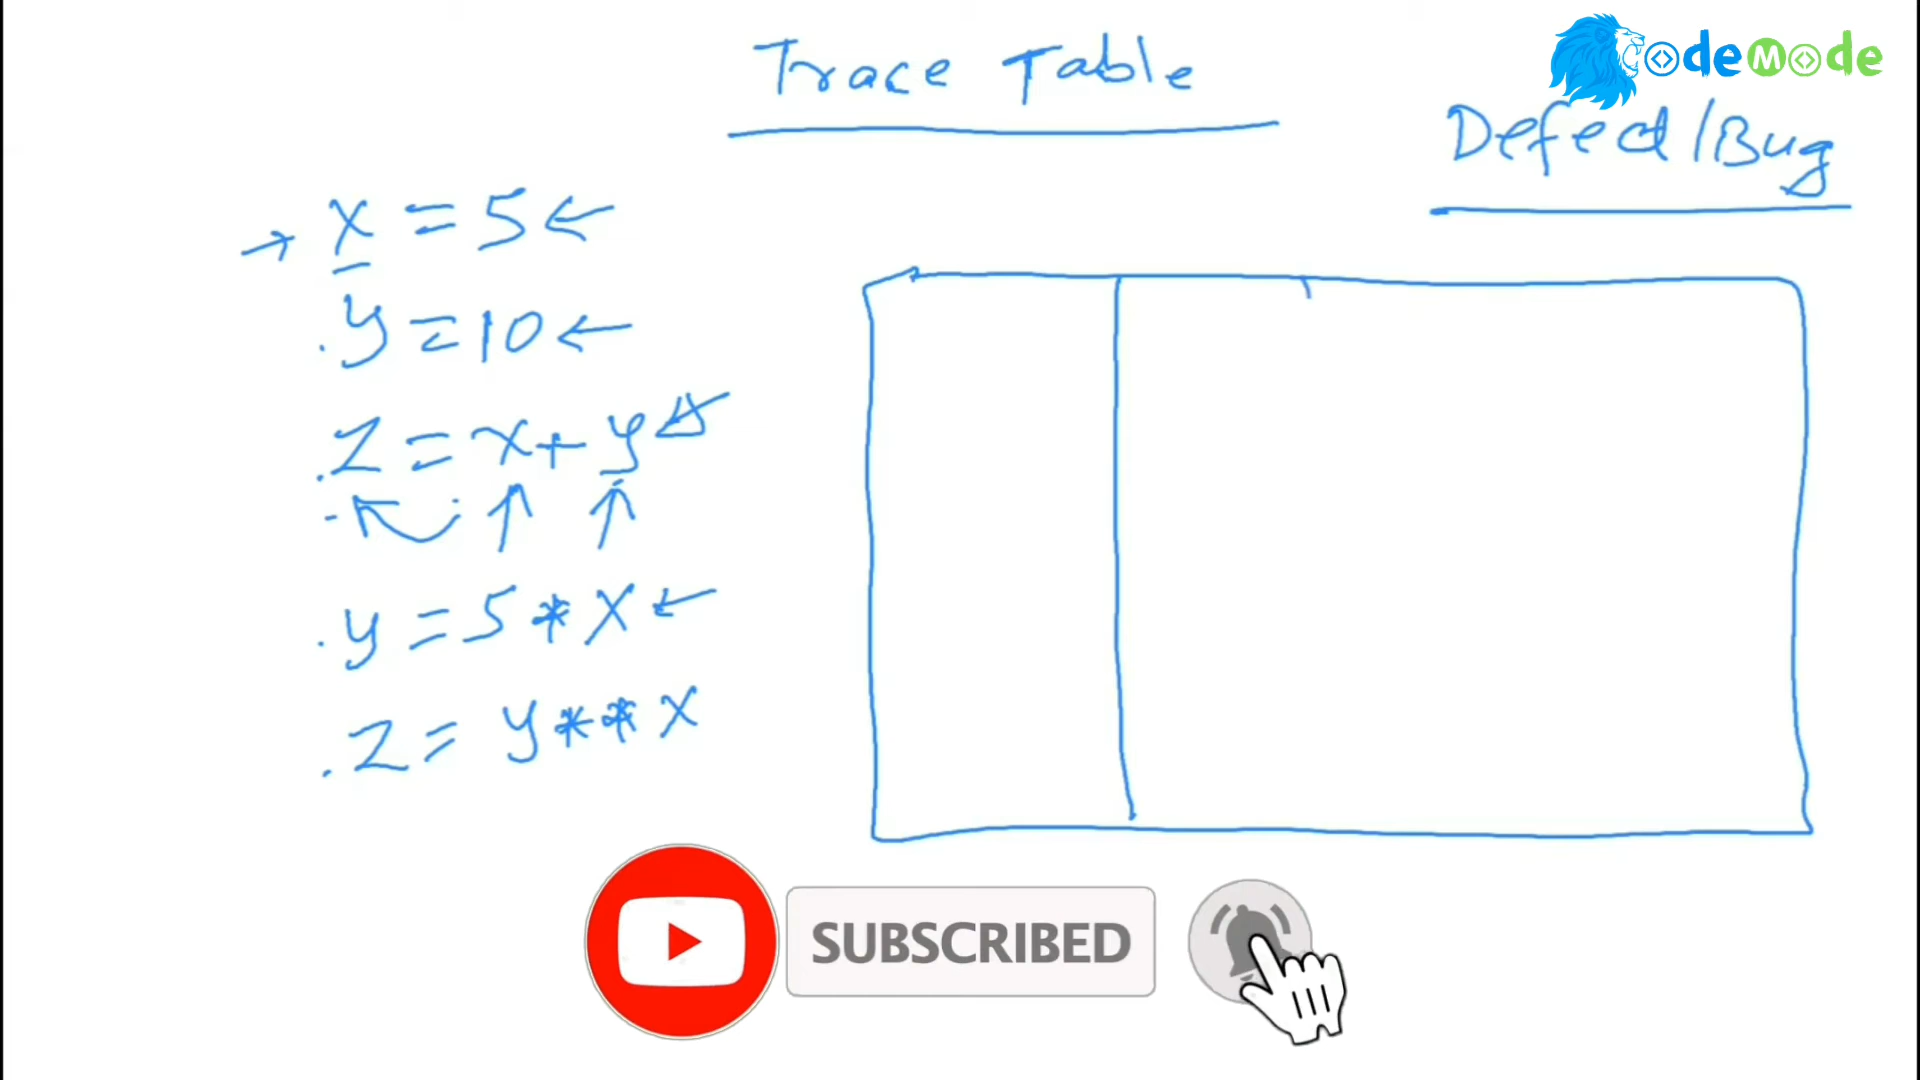 CodeMode
Trace Table
Defect/Bug
x = 5
y = 10
z = x + y
y = 5 * x
z = y ** x
SUBSCRIBED